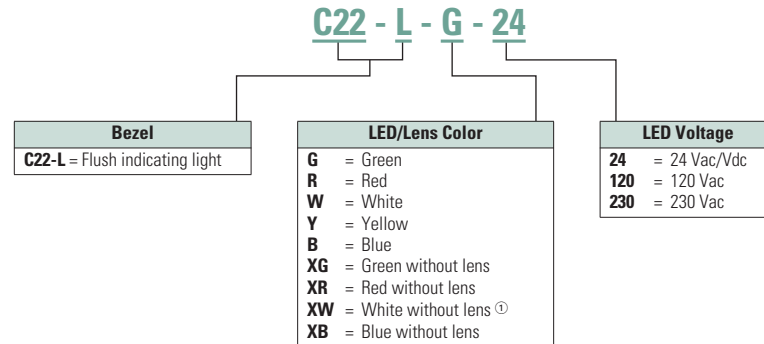 C22 - L - G - 24
Bezel
C22-L = Flush indicating light
LED/Lens Color
G = Green
R = Red
W = White
Y = Yellow
B = Blue
XG = Green without lens
XR = Red without lens
XW = White without lens ①
XB = Blue without lens
LED Voltage
24 = 24 Vac/Vdc
120 = 120 Vac
230 = 230 Vac